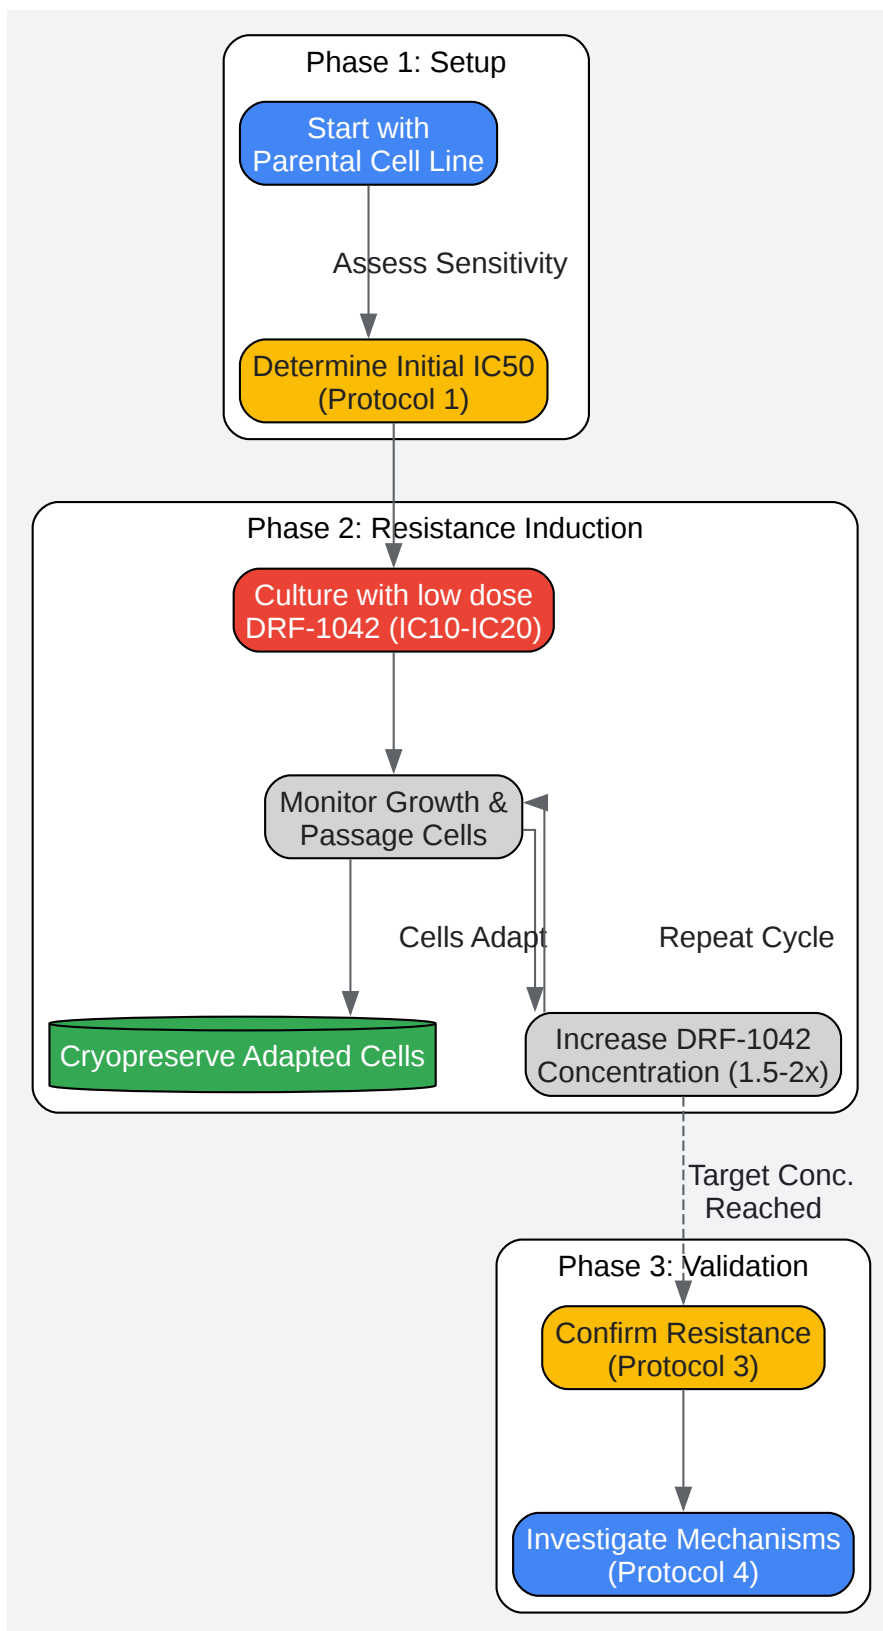 Phase 1: Setup
Start with
Parental Cell Line
Assess Sensitivity
Determine Initial IC50
(Protocol 1)
Phase 2: Resistance Induction
Culture with low dose
DRF-1042 (IC10-IC20)
Monitor Growth &
Passage Cells
Cells Adapt
Repeat Cycle
Cryopreserve Adapted Cells
Increase DRF-1042
Concentration (1.5-2x)
Target Conc.
Reached
Phase 3: Validation
Confirm Resistance
(Protocol 3)
Investigate Mechanisms
(Protocol 4)